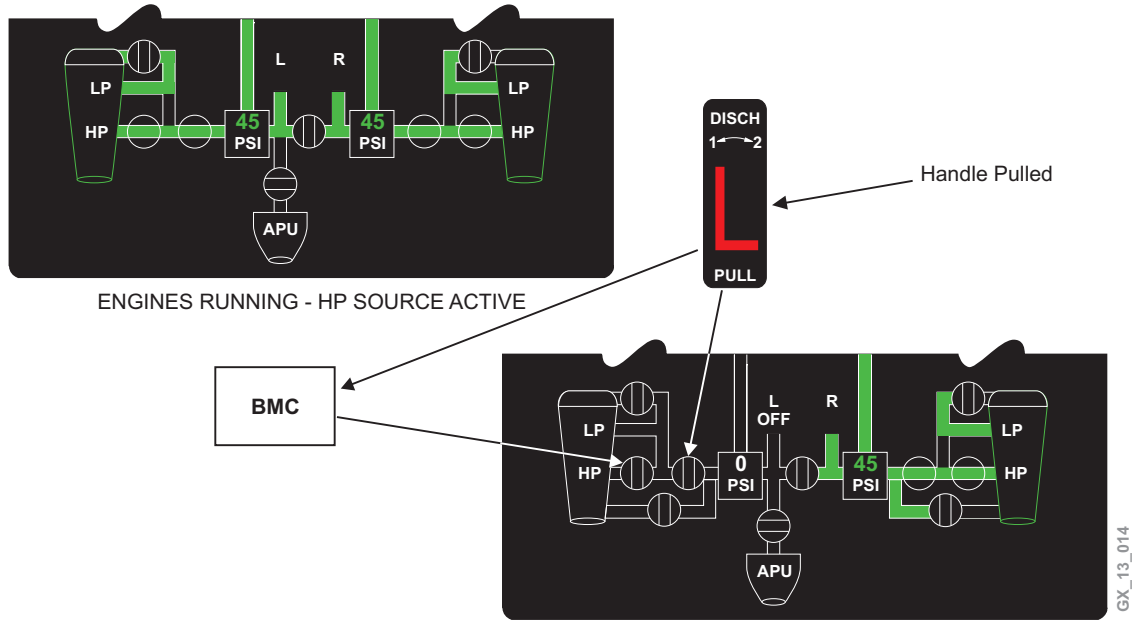 L R
LP LP
HP HP
45 PSI
45 PSI
APU
ENGINES RUNNING - HP SOURCE ACTIVE
DISCH
1 2
L
PULL
Handle Pulled
BMC
L OFF
R
LP LP
HP HP
0 PSI
45 PSI
APU
GX_13_014